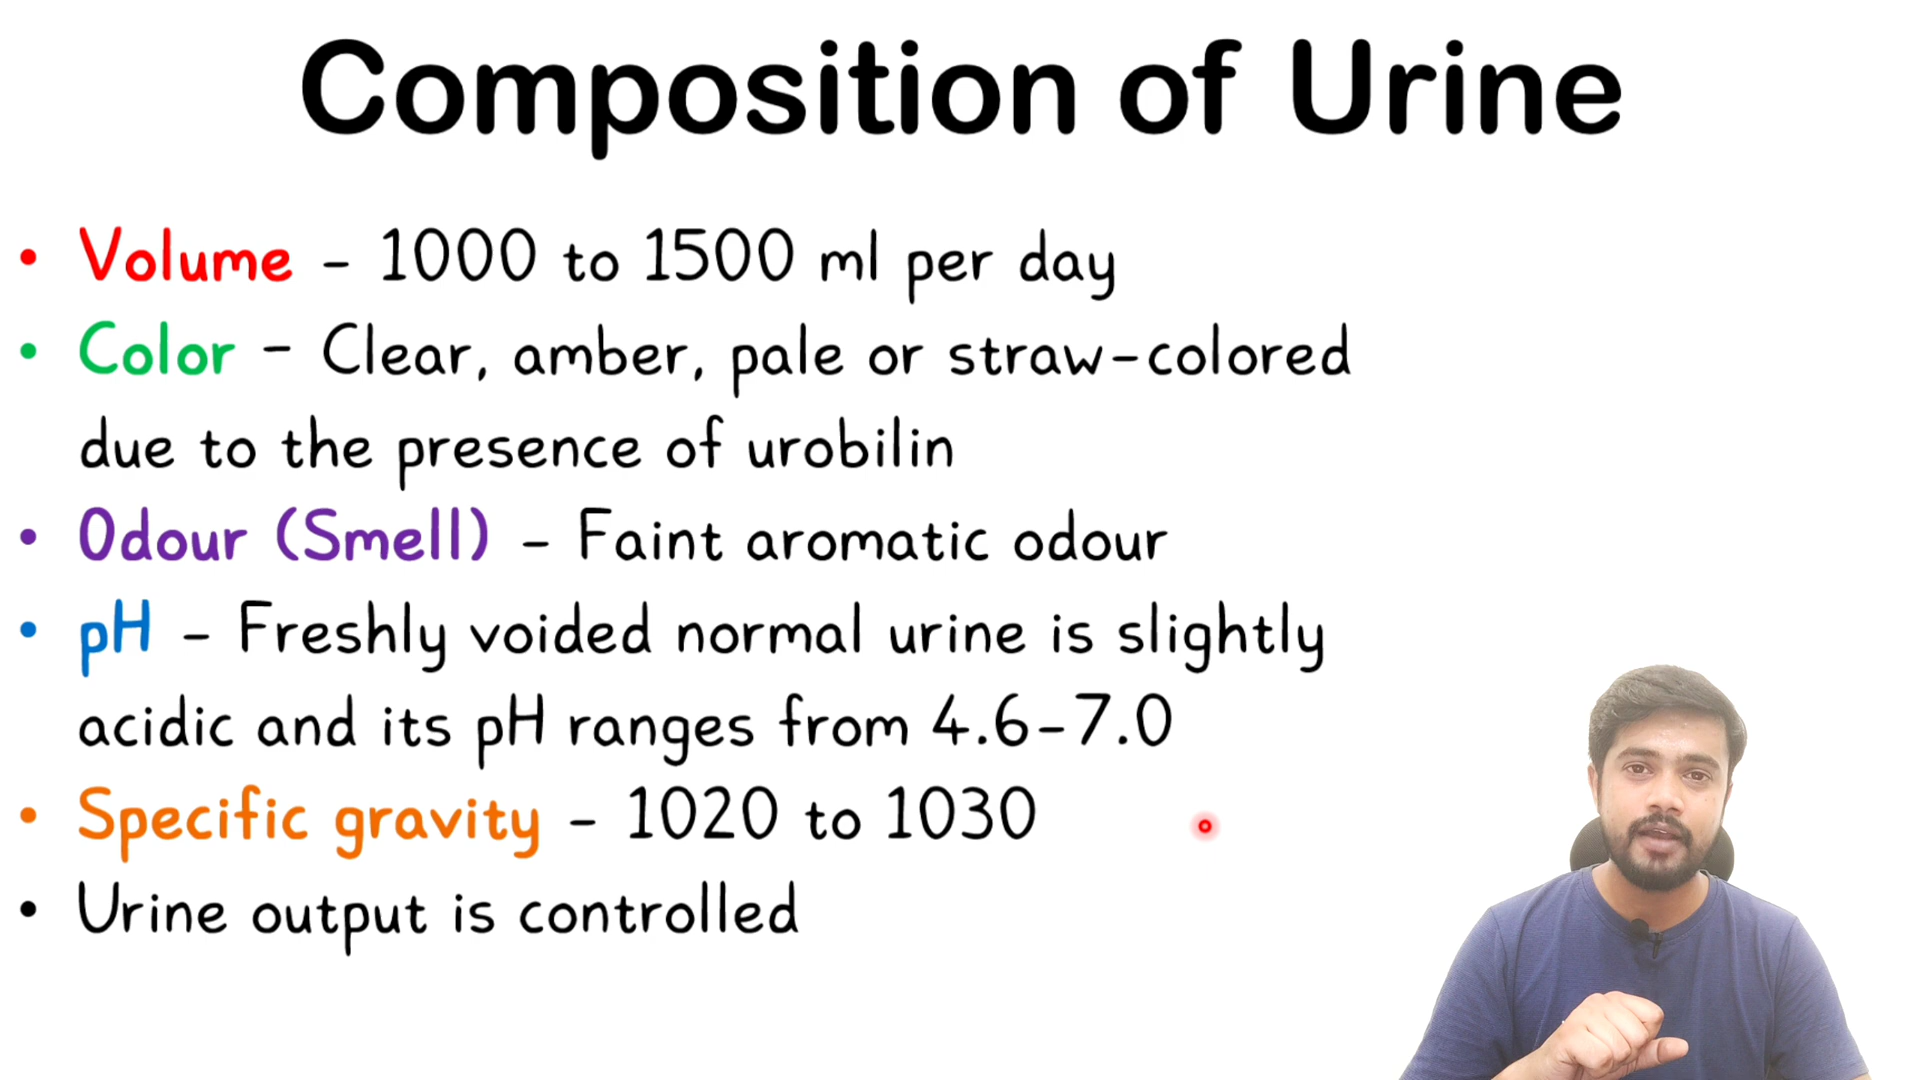 Composition of Urine
• Volume - 1000 to 1500 ml per day
• Color - Clear, amber, pale or straw-colored
due to the presence of urobilin
• Odour (Smell) - Faint aromatic odour
• pH - Freshly voided normal urine is slightly
acidic and its pH ranges from 4.6-7.0
• Specific gravity - 1020 to 1030
• Urine output is controlled